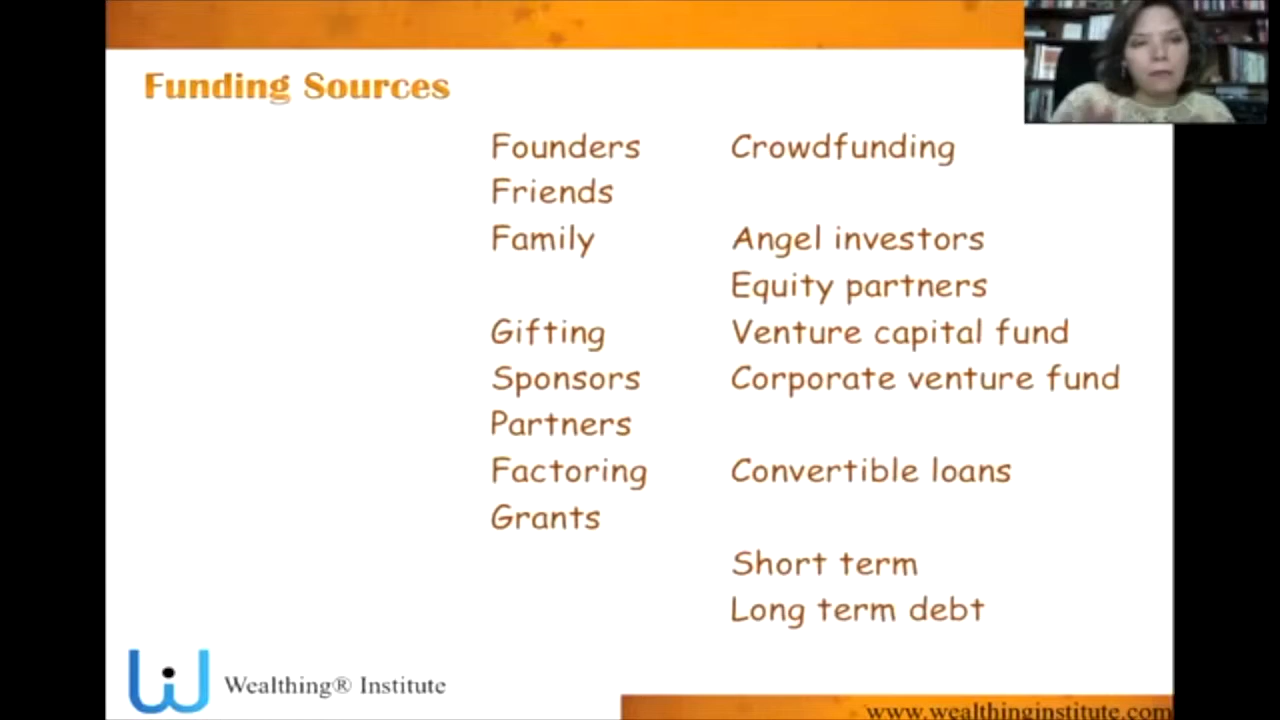 Funding Sources
Founders
Friends
Family
Gifting
Sponsors
Partners
Factoring
Grants
Crowdfunding
Angel investors
Equity partners
Venture capital fund
Corporate venture fund
Convertible loans
Short term
Long term debt
Wealthing® Institute
www.wealthinginstitute.com